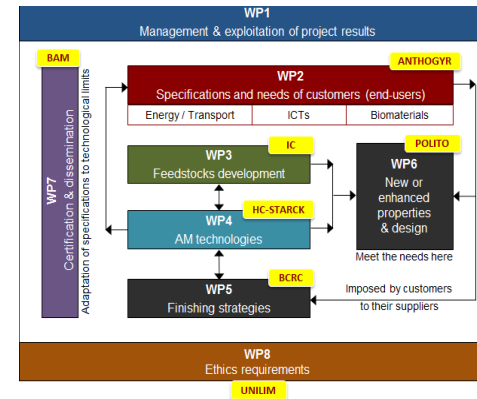 WP1
Management & exploitation of project results
BAM
ANTHOGYR
WP2
Specifications and needs of customers (end-users)
Energy / Transport
ICTs
Biomaterials
WP7
Certification & dissemination
Adaptation of specifications to technological limits
IC
WP3
Feedstocks development
POLITO
WP6
New or
enhanced
properties
& design
Meet the needs here
HC-STARCK
WP4
AM technologies
BCRC
WP5
Finishing strategies
Imposed by customers
to their suppliers
WP8
Ethics requirements
UNILIM